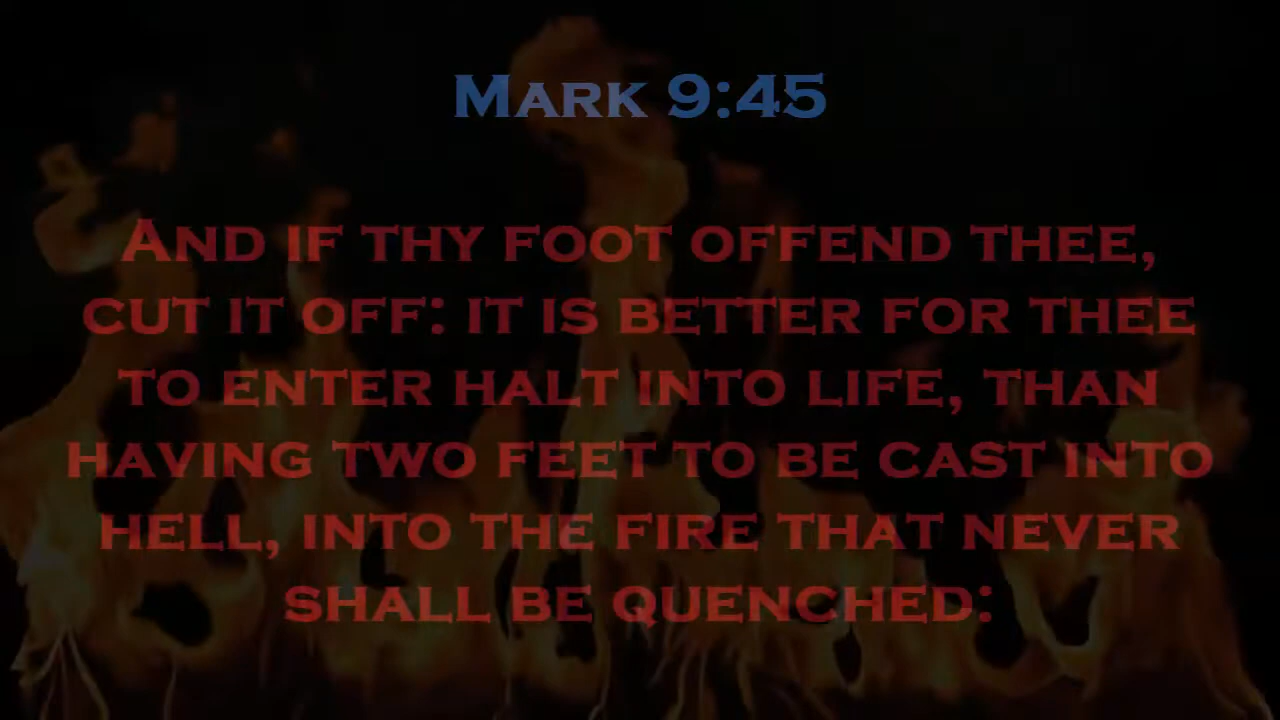 Mark 9:45
And if thy foot offend thee,
cut it off: it is better for thee
to enter halt into life, than
having two feet to be cast into
hell, into the fire that never
shall be quenched: